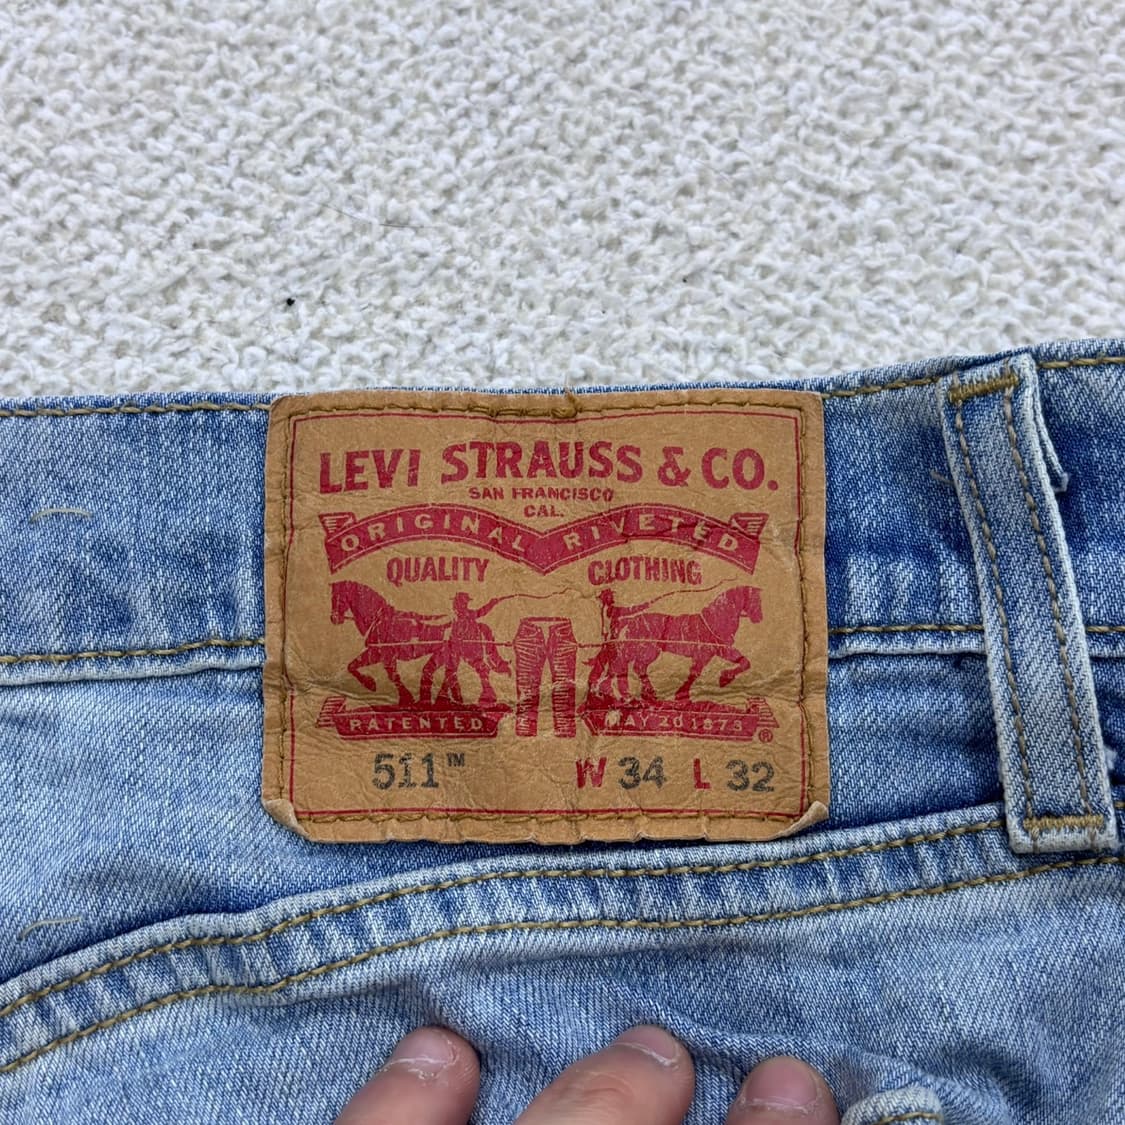 LEVI STRAUSS & CO.
SAN FRANCISCO
CAL.
ORIGINAL RIVETED
QUALITY CLOTHING
PATENTED MAY 20 1873 ®
511™ W 34 L 32